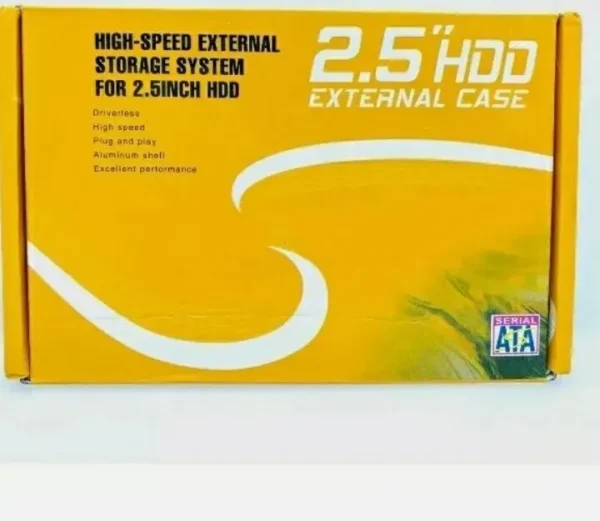 HIGH-SPEED EXTERNAL
STORAGE SYSTEM
FOR 2.5INCH HDD
Driverless
High speed
Plug and play
Aluminum shell
Excellent performance
2.5" HDD
EXTERNAL CASE
SERIAL
ATA